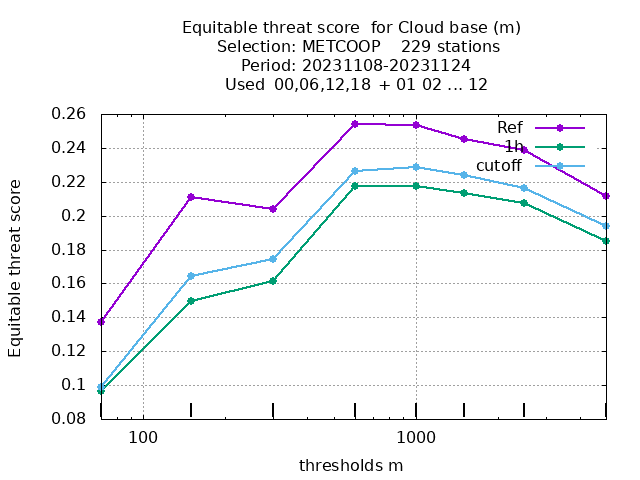 Equitable threat score  for Cloud base (m)
Selection: METCOOP    229 stations
Period: 20231108-20231124
Used  00,06,12,18  + 01 02 ... 12
0.26
0.24
0.22
0.2
0.18
0.16
0.14
0.12
0.1
0.08
Equitable threat score
Ref
1h
cutoff
100
1000
thresholds m